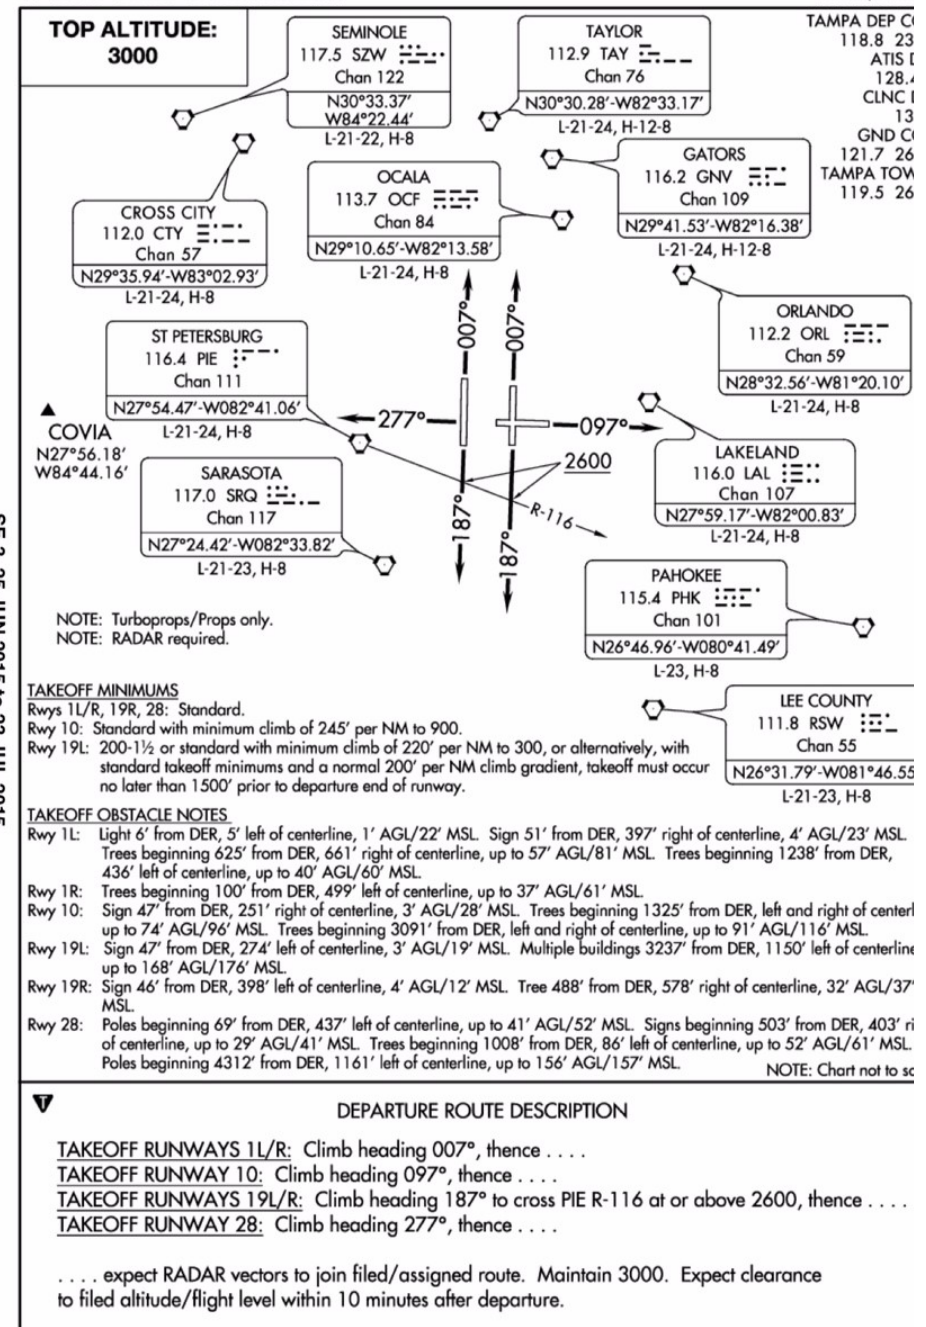 TOP ALTITUDE:
3000
SEMINOLE
117.5 SZW
Chan 122
N30°33.37'
W84°22.44'
L-21-22, H-8
TAYLOR
112.9 TAY
Chan 76
N30°30.28'-W82°33.17'
L-21-24, H-12-8
TAMPA DEP C
118.8 23
ATIS
128.4
CLNC
13
GND C
121.7 26
TAMPA TOW
119.5 26
GATORS
116.2 GNV
Chan 109
N29°41.53'-W82°16.38'
L-21-24, H-12-8
OCALA
113.7 OCF
Chan 84
N29°10.65'-W82°13.58'
L-21-24, H-8
CROSS CITY
112.0 CTY
Chan 57
N29°35.94'-W83°02.93'
L-21-24, H-8
ORLANDO
112.2 ORL
Chan 59
N28°32.56'-W81°20.10'
L-21-24, H-8
ST PETERSBURG
116.4 PIE
Chan 111
N27°54.47'-W082°41.06'
L-21-24, H-8
007°
007°
277°
097°
187°
187°
2600
R-116
COVIA
N27°56.18'
W84°44.16'
LAKELAND
116.0 LAL
Chan 107
N27°59.17'-W82°00.83'
L-21-24, H-8
SARASOTA
117.0 SRQ
Chan 117
N27°24.42'-W082°33.82'
L-21-23, H-8
PAHOKEE
115.4 PHK
Chan 101
N26°46.96'-W080°41.49'
L-23, H-8
LEE COUNTY
111.8 RSW
Chan 55
N26°31.79'-W081°46.55
L-21-23, H-8
NOTE: Turboprops/Props only.
NOTE: RADAR required.
TAKEOFF MINIMUMS
Rwys 1L/R, 19R, 28: Standard.
Rwy 10: Standard with minimum climb of 245' per NM to 900.
Rwy 19L: 200-1½ or standard with minimum climb of 220' per NM to 300, or alternatively, with
standard takeoff minimums and a normal 200' per NM climb gradient, takeoff must occur
no later than 1500' prior to departure end of runway.
TAKEOFF OBSTACLE NOTES
Rwy 1L: Light 6' from DER, 5' left of centerline, 1' AGL/22' MSL. Sign 51' from DER, 397' right of centerline, 4' AGL/23' MSL.
Trees beginning 625' from DER, 661' right of centerline, up to 57' AGL/81' MSL. Trees beginning 1238' from DER,
436' left of centerline, up to 40' AGL/60' MSL.
Rwy 1R: Trees beginning 100' from DER, 499' left of centerline, up to 37' AGL/61' MSL.
Rwy 10: Sign 47' from DER, 251' right of centerline, 3' AGL/28' MSL. Trees beginning 1325' from DER, left and right of centerl
up to 74' AGL/96' MSL. Trees beginning 3091' from DER, left and right of centerline, up to 91' AGL/116' MSL.
Rwy 19L: Sign 47' from DER, 274' left of centerline, 3' AGL/19' MSL. Multiple buildings 3237' from DER, 1150' left of centerline
up to 168' AGL/176' MSL.
Rwy 19R: Sign 46' from DER, 398' left of centerline, 4' AGL/12' MSL. Tree 488' from DER, 578' right of centerline, 32' AGL/37'
MSL.
Rwy 28: Poles beginning 69' from DER, 437' left of centerline, up to 41' AGL/52' MSL. Signs beginning 503' from DER, 403' ri
of centerline, up to 29' AGL/41' MSL. Trees beginning 1008' from DER, 86' left of centerline, up to 52' AGL/61' MSL.
Poles beginning 4312' from DER, 1161' left of centerline, up to 156' AGL/157' MSL.
NOTE: Chart not to sc
T
DEPARTURE ROUTE DESCRIPTION
TAKEOFF RUNWAYS 1L/R: Climb heading 007°, thence . . . .
TAKEOFF RUNWAY 10: Climb heading 097°, thence . . . .
TAKEOFF RUNWAYS 19L/R: Climb heading 187° to cross PIE R-116 at or above 2600, thence . . . .
TAKEOFF RUNWAY 28: Climb heading 277°, thence . . . .
. . . . expect RADAR vectors to join filed/assigned route. Maintain 3000. Expect clearance
to filed altitude/flight level within 10 minutes after departure.